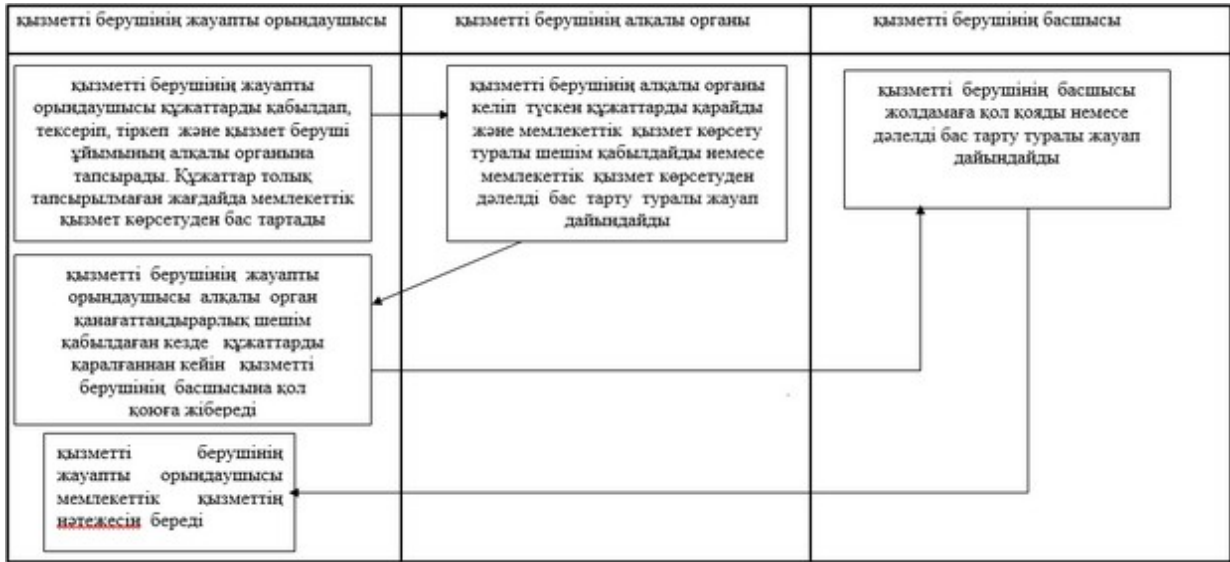 қызметті берушінің жауапты орындаушысы
қызметті берушінің алқалы органы
қызметті берушінің басшысы
қызметті берушінің жауапты
орындаушысы құжаттарды қабылдап,
тексеріп, тіркеп және қызмет беруші
ұйымының алқалы органына
тапсырады. Құжаттар толық
тапсырылмаған жағдайда мемлекеттік
қызмет көрсетуден бас тартады
қызметті берушінің алқалы органы
келіп түскен құжаттарды қарайды
және мемлекеттік қызмет көрсету
туралы шешім қабылдайды немесе
мемлекеттік қызмет көрсетуден
дәлелді бас тарту туралы жауап
дайындайды
қызметті берушінің басшысы
жолдамаға қол қояды немесе
дәлелді бас тарту туралы жауап
дайындайды
қызметті берушінің жауапты
орындаушысы алқалы орган
қанағаттандырарлық шешім
қабылдаған кезде құжаттарды
қаралғаннан кейін қызметті
берушінің басшысына қол
қоюға жібереді
қызметті берушінің
жауапты орындаушысы
мемлекеттік қызметтің
нәтежесін береді